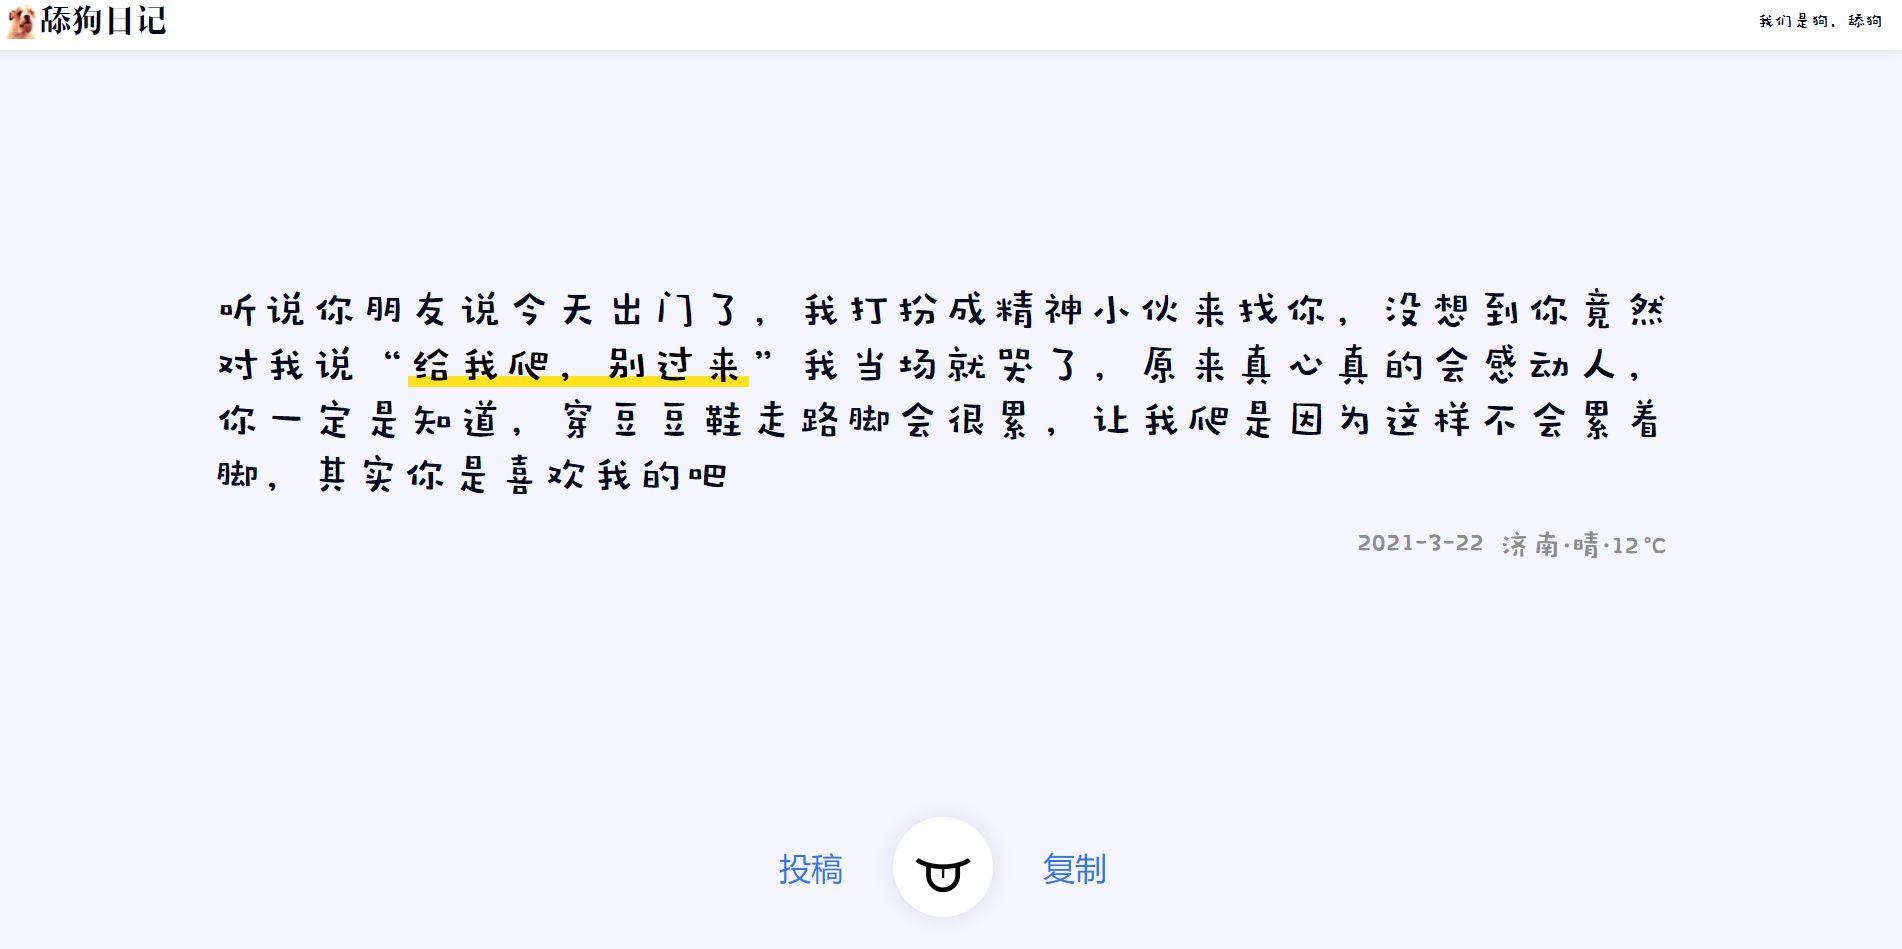 舔狗日记
我们是狗，舔狗
听说你朋友说今天出门了，我打扮成精神小伙来找你，没想到你竟然
对我说“给我爬，别过来”我当场就哭了，原来真心真的会感动人，
你一定是知道，穿豆豆鞋走路脚会很累，让我爬是因为这样不会累着
脚，其实你是喜欢我的吧
2021-3-22 济南·晴·12℃
投稿
复制